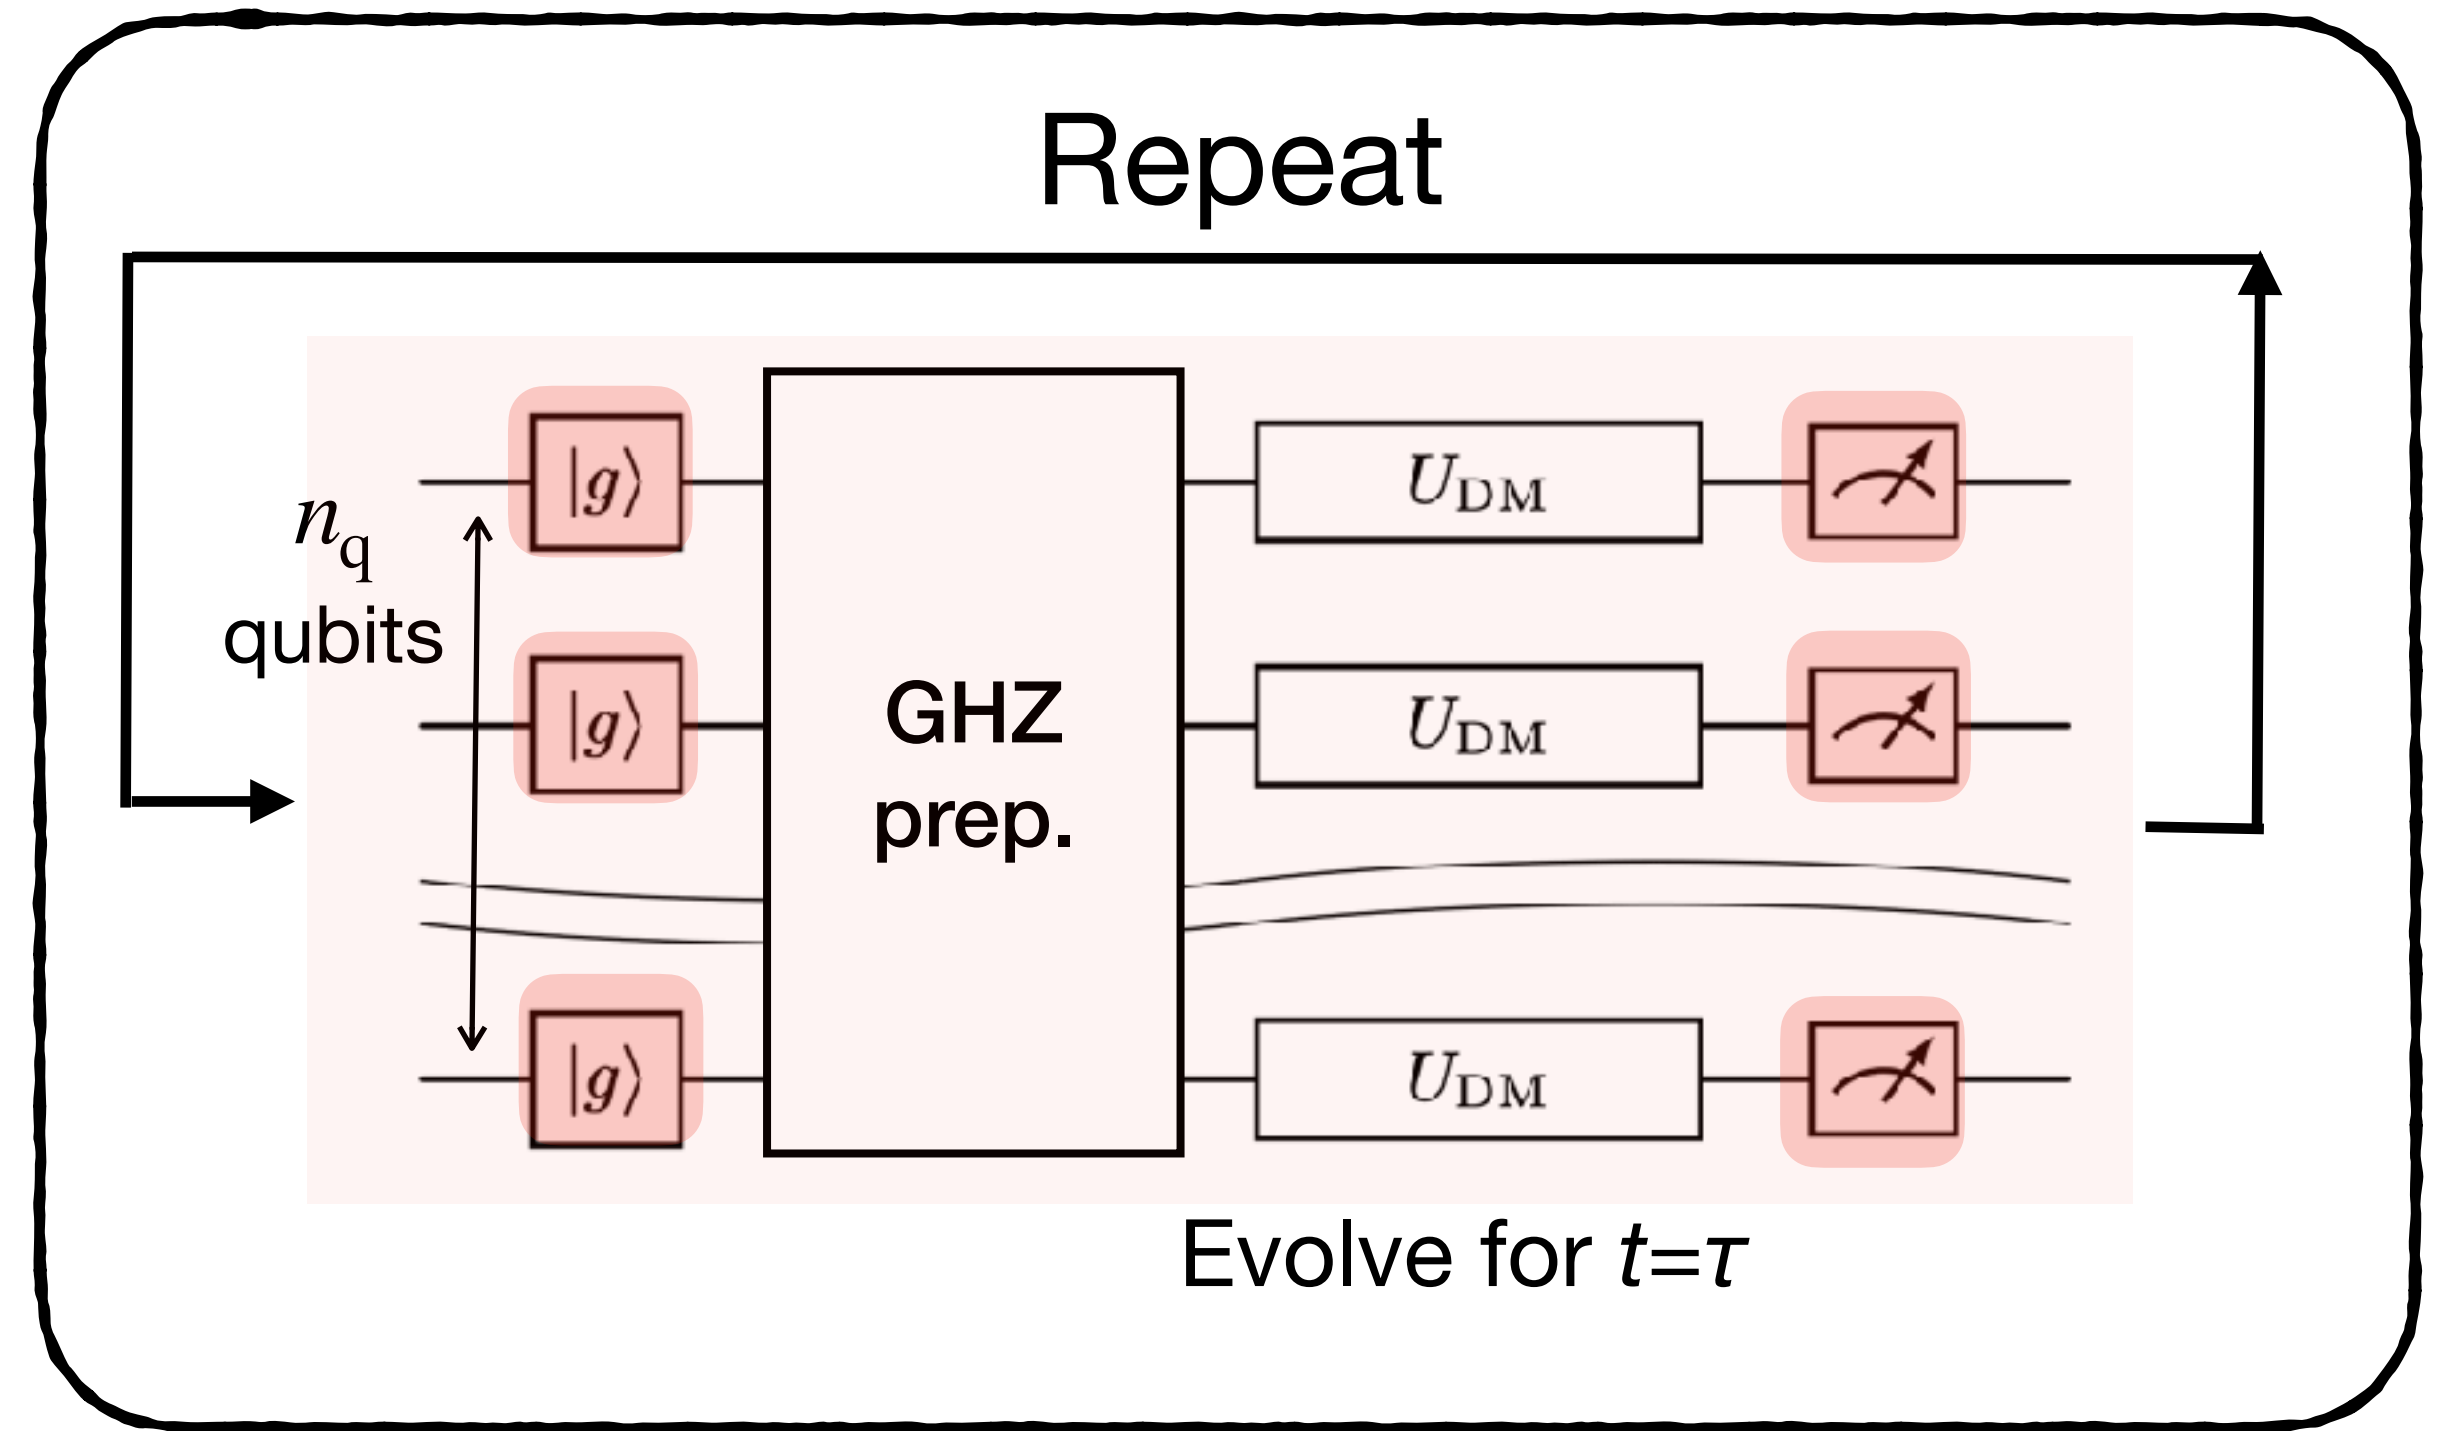 Repeat
|g⟩
U_DM
n_q
qubits
|g⟩
GHZ
prep.
U_DM
|g⟩
U_DM
Evolve for t=τ